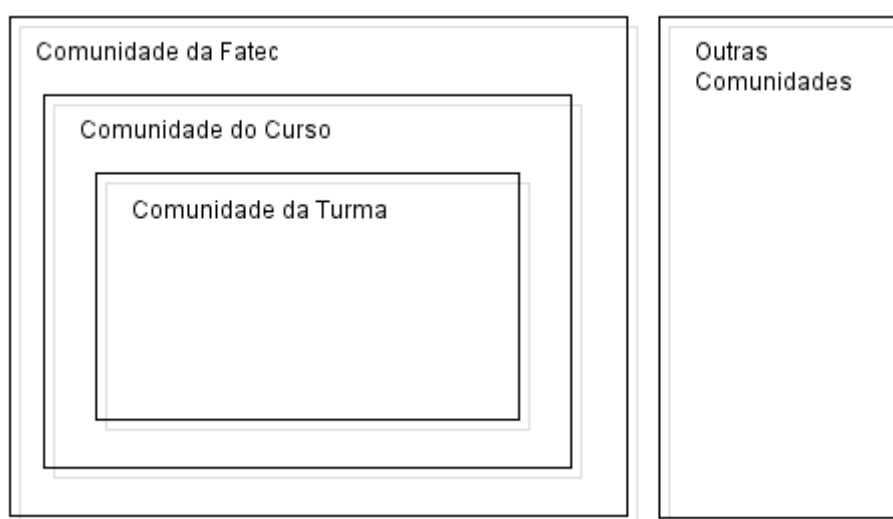 Comunidade da Fatec
Comunidade do Curso
Comunidade da Turma
Outras
Comunidades